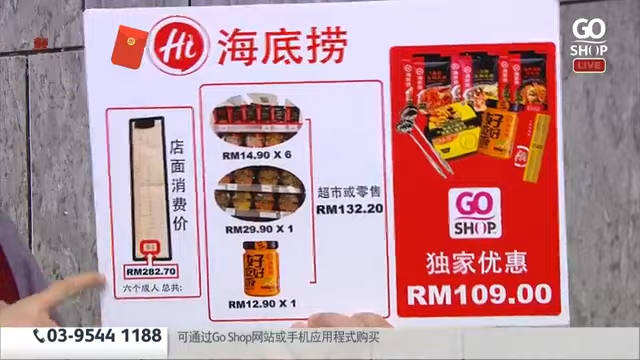 Hi 海底捞
GO
SHOP
LIVE
店面消费价
RM282.70
六个成人 总共:
RM14.90 X 6
RM29.90 X 1
RM12.90 X 1
超市或零售
RM132.20
GO
SHOP
独家优惠
RM109.00
03-9544 1188
可通过Go Shop网站或手机应用程式购买